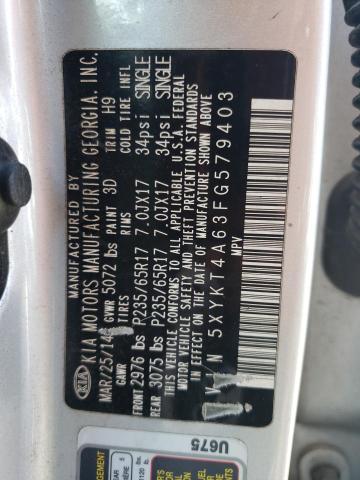 MANUFACTURED BY
KIA KIA MOTORS MANUFACTURING GEORGIA, INC.
MAR/25/14 GVWR 5072 lbs PAINT 3D TRIM H9
GAWR TIRES RIMS COLD TIRE INFL
FRONT 2976 lbs P235/65R17 7.0JX17 34psi SINGLE
REAR 3075 lbs P235/65R17 7.0JX17 34psi SINGLE
THIS VEHICLE CONFORMS TO ALL APPLICABLE U.S.A. FEDERAL
MOTOR VEHICLE SAFETY AND THEFT PREVENTION STANDARDS
IN EFFECT ON THE DATE OF MANUFACTURE SHOWN ABOVE
5XYKT4A63FG579403
MPV
U675